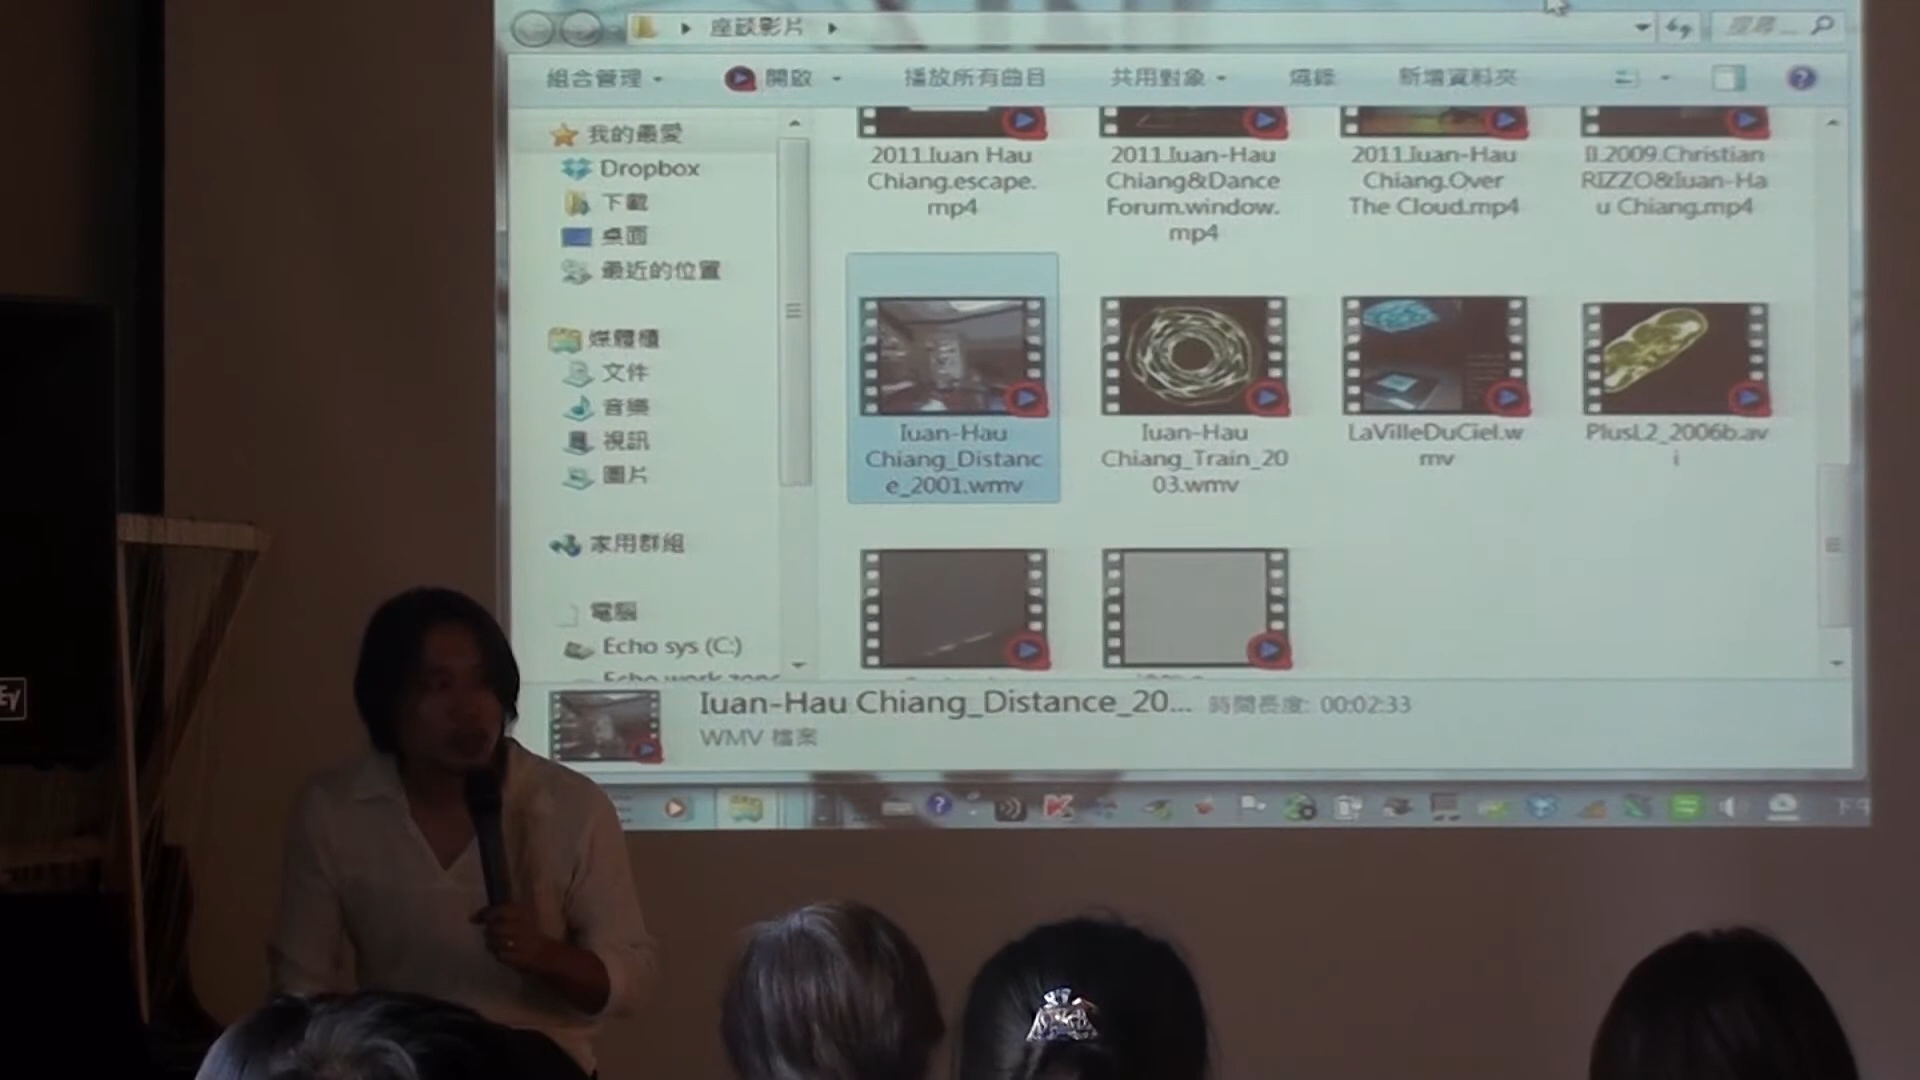 座談影片
搜尋...
組合管理 開啟 播放所有曲目 共用對象 燒錄 新增資料夾
我的最愛
Dropbox
下載
桌面
最近的位置
媒體櫃
文件
音樂
視訊
圖片
家用群組
電腦
Echo sys (C:)
Echo work zone
2011.Iuan Hau
Chiang.escape.
mp4
2011.Iuan-Hau
Chiang&Dance
Forum.window.
mp4
2011.Iuan-Hau
Chiang.Over
The Cloud.mp4
II.2009.Christian
RIZZO&Iuan-Ha
u Chiang.mp4
Iuan-Hau
Chiang_Distanc
e_2001.wmv
Iuan-Hau
Chiang_Train_20
03.wmv
LaVilleDuCiel.w
mv
PlusL2_2006b.av
i
Iuan-Hau Chiang_Distance_20... 時間長度: 00:02:33
WMV 檔案